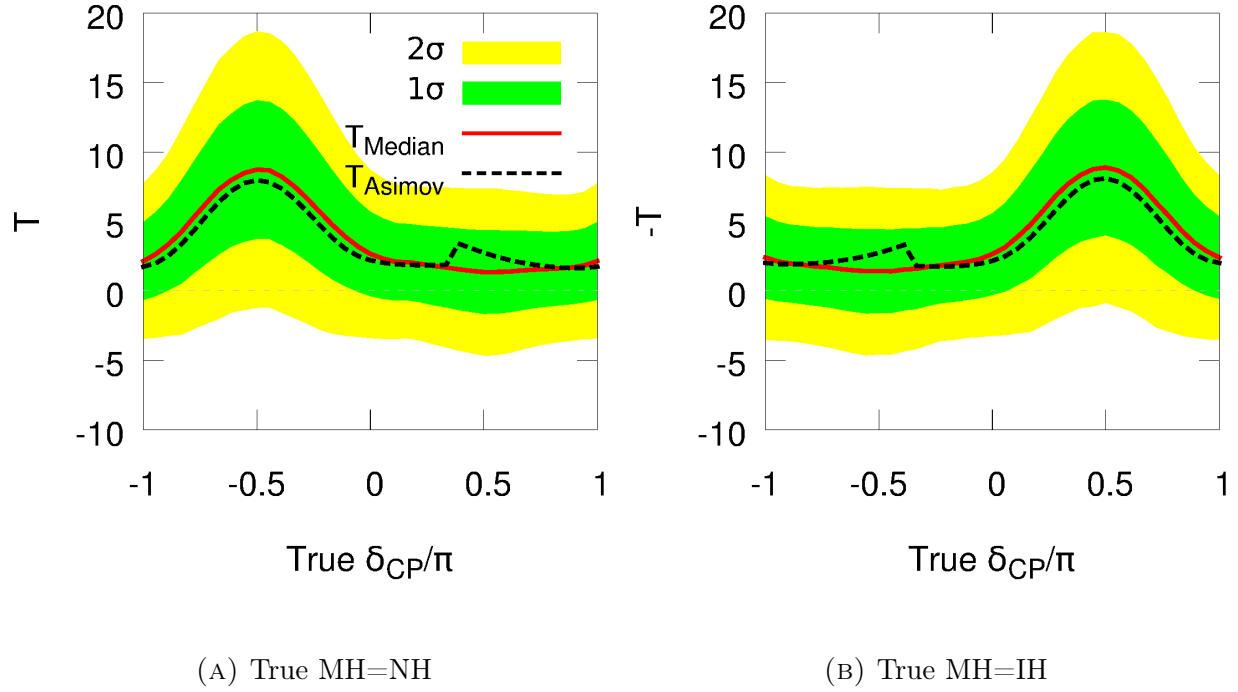 20
15
10
5
0
-5
-10
T
2σ
1σ
T_Median
T_Asimov
-1
-0.5
0
0.5
1
True δ_CP/π
(A) True MH=NH
20
15
10
5
0
-5
-10
-T
-1
-0.5
0
0.5
1
True δ_CP/π
(B) True MH=IH